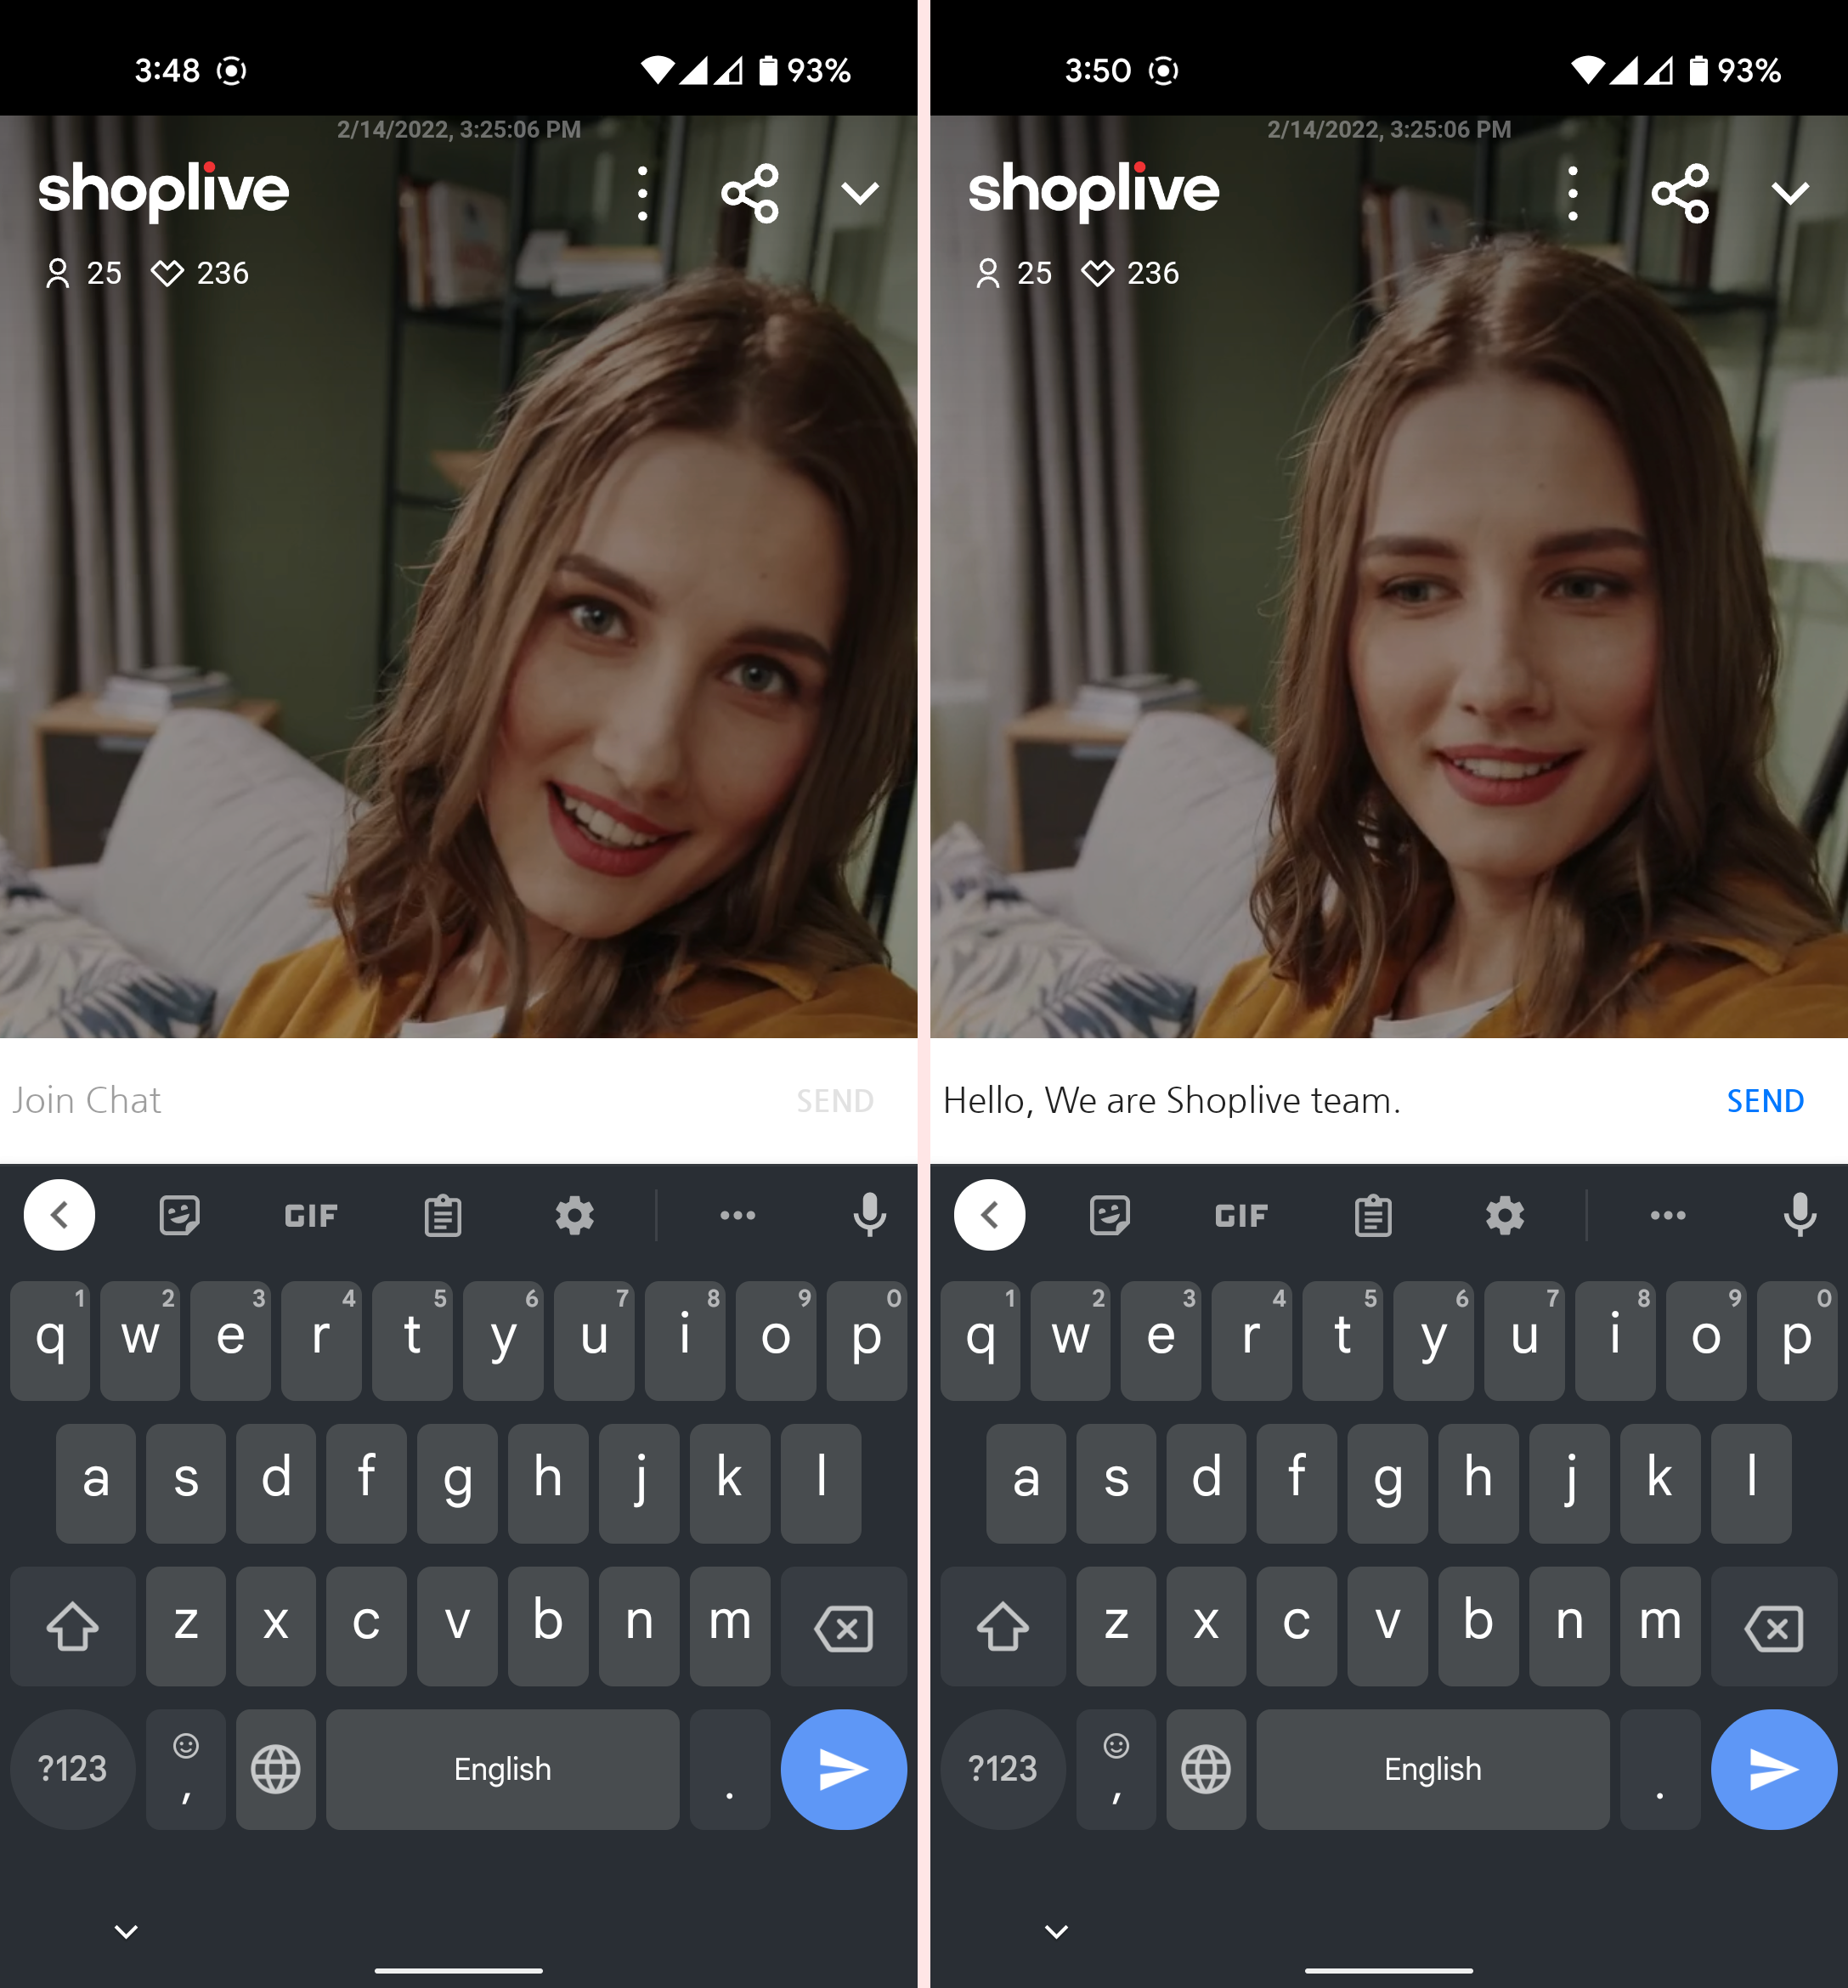 3:48 93%
2/14/2022, 3:25:06 PM
shoplive
25 236
Join Chat SEND
GIF
1 2 3 4 5 6 7 8 9 0
q w e r t y u i o p
a s d f g h j k l
z x c v b n m
?123 , English .
3:50 93%
2/14/2022, 3:25:06 PM
shoplive
25 236
Hello, We are Shoplive team. SEND
GIF
1 2 3 4 5 6 7 8 9 0
q w e r t y u i o p
a s d f g h j k l
z x c v b n m
?123 , English .